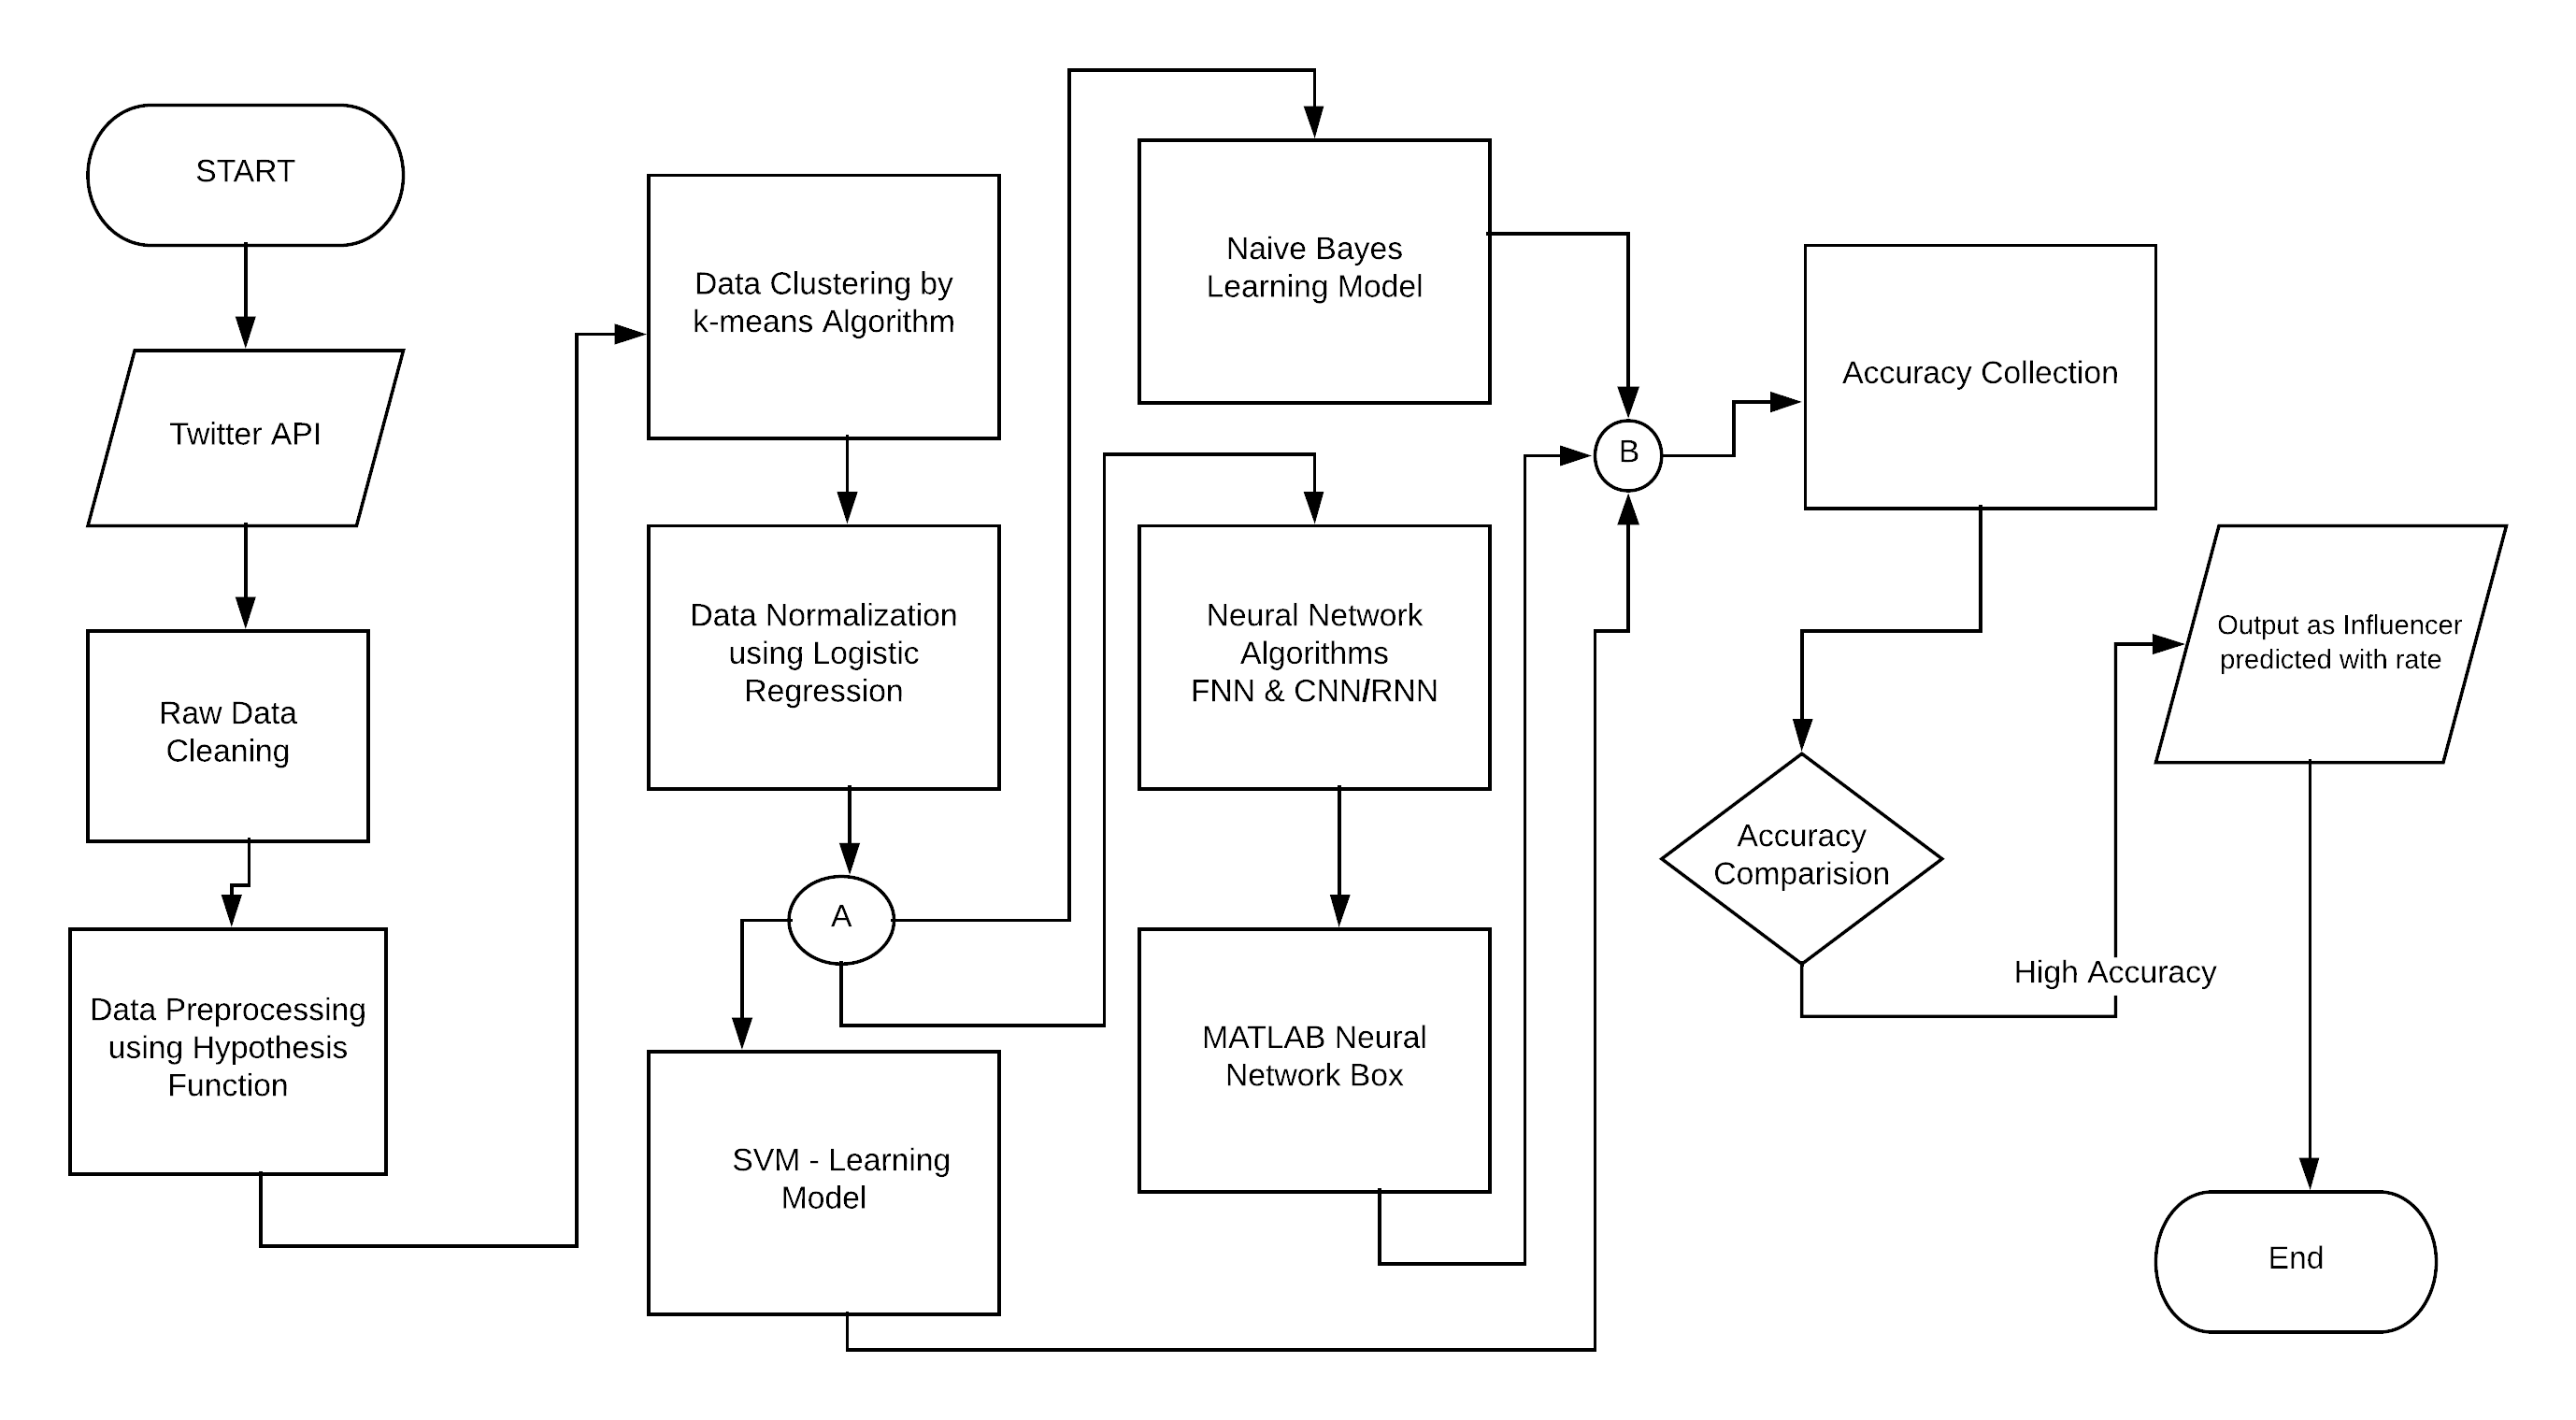 START
Twitter API
Raw Data
Cleaning
Data Preprocessing
using Hypothesis
Function
Data Clustering by
k-means Algorithm
Data Normalization
using Logistic
Regression
A
SVM - Learning
Model
Naive Bayes
Learning Model
Neural Network
Algorithms
FNN & CNN/RNN
MATLAB Neural
Network Box
B
Accuracy Collection
Accuracy
Comparision
High Accuracy
Output as Influencer
predicted with rate
End